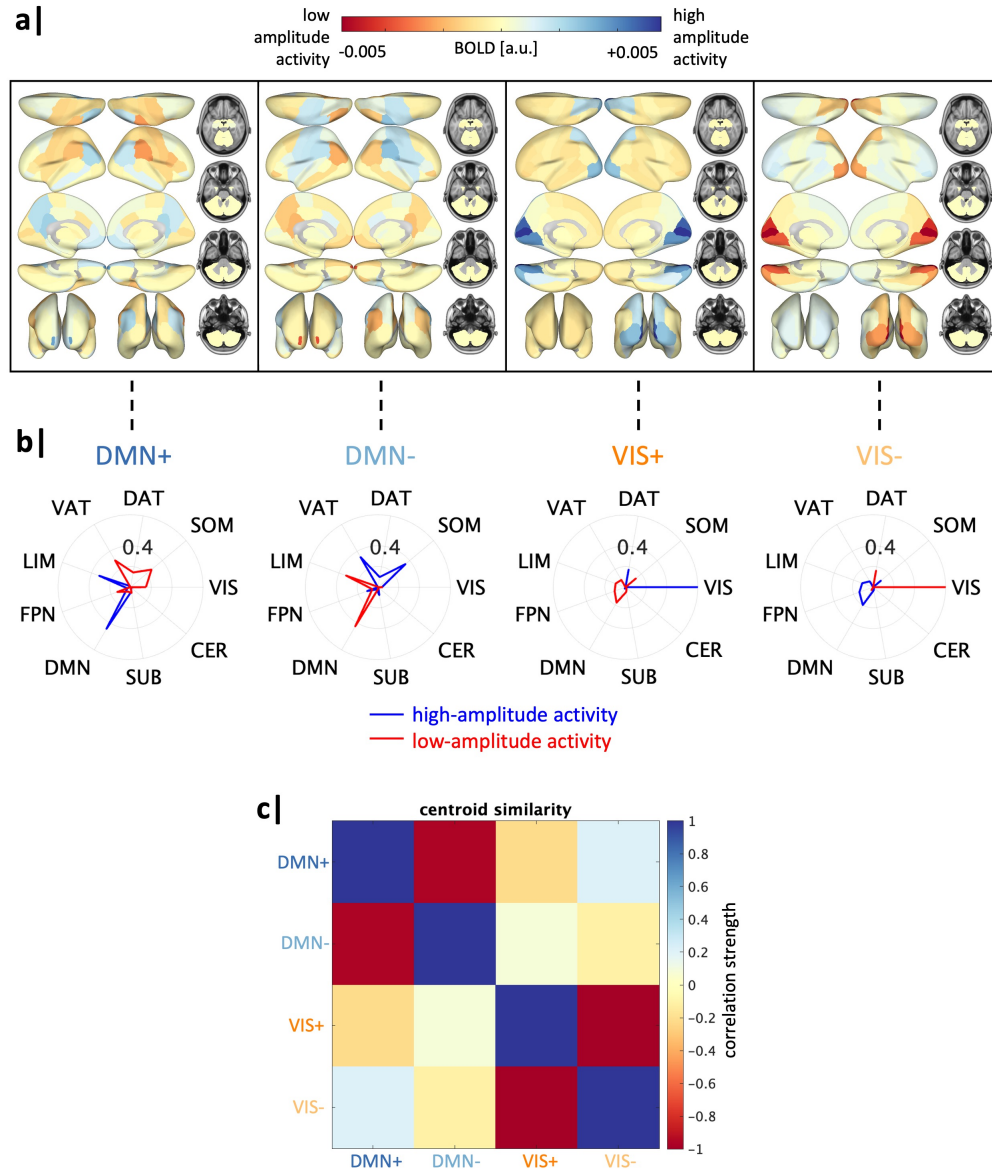 a|
low amplitude activity
-0.005
BOLD [a.u.]
+0.005
high amplitude activity
b|
DMN+
DMN-
VIS+
VIS-
VAT
DAT
SOM
LIM
0.4
VIS
FPN
DMN
SUB
CER
VAT
DAT
SOM
LIM
0.4
VIS
FPN
DMN
SUB
CER
VAT
DAT
SOM
LIM
0.4
VIS
FPN
DMN
SUB
CER
VAT
DAT
SOM
LIM
0.4
VIS
FPN
DMN
SUB
CER
high-amplitude activity
low-amplitude activity
c|
centroid similarity
DMN+
DMN-
VIS+
VIS-
DMN+
DMN-
VIS+
VIS-
1
0.8
0.6
0.4
0.2
0
-0.2
-0.4
-0.6
-0.8
-1
correlation strength